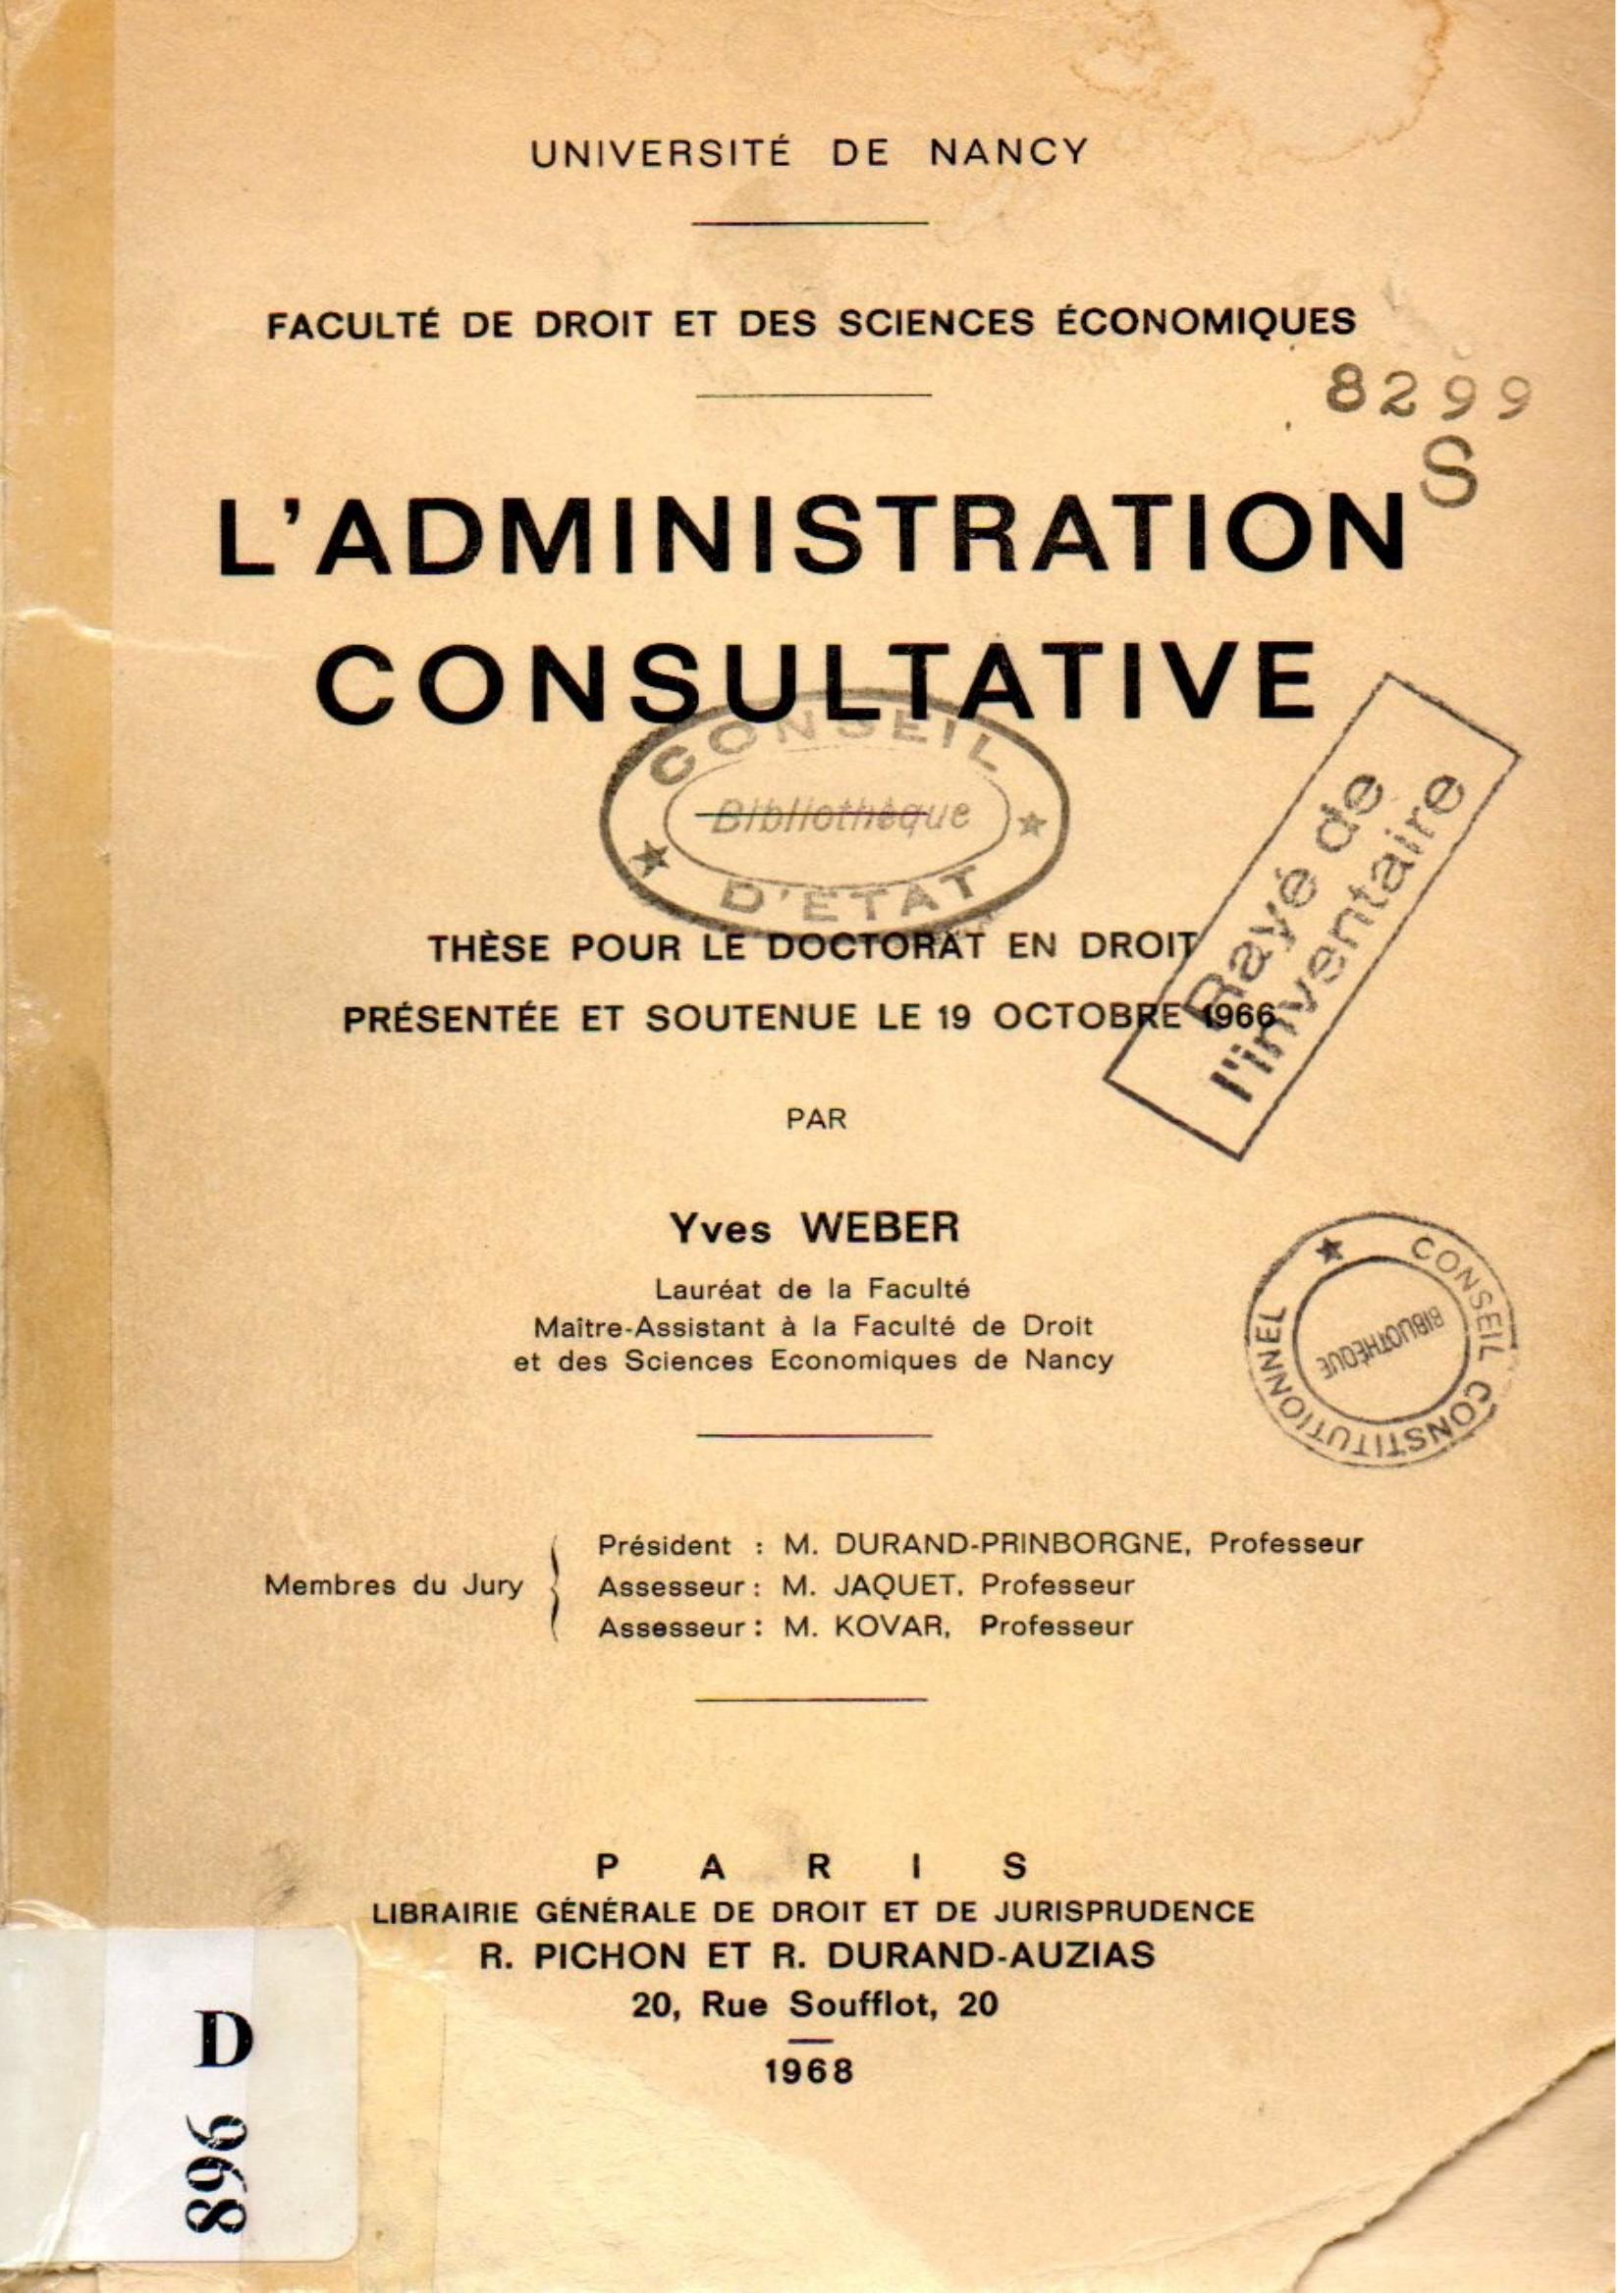 UNIVERSITÉ DE NANCY
FACULTÉ DE DROIT ET DES SCIENCES ÉCONOMIQUES
8299
S
L'ADMINISTRATION
CONSULTATIVE
CONSEIL
Bibliothèque
D'ÉTAT
Rayé de
l'inventaire
THÈSE POUR LE DOCTORAT EN DROIT
PRÉSENTÉE ET SOUTENUE LE 19 OCTOBRE 1966
PAR
Yves WEBER
Lauréat de la Faculté
Maître-Assistant à la Faculté de Droit
et des Sciences Economiques de Nancy
CONSEIL CONSTITUTIONNEL
BIBLIOTHÈQUE
Membres du Jury
Président : M. DURAND-PRINBORGNE, Professeur
Assesseur : M. JAQUET, Professeur
Assesseur : M. KOVAR, Professeur
PARIS
LIBRAIRIE GÉNÉRALE DE DROIT ET DE JURISPRUDENCE
R. PICHON ET R. DURAND-AUZIAS
20, Rue Soufflot, 20
1968
D
896